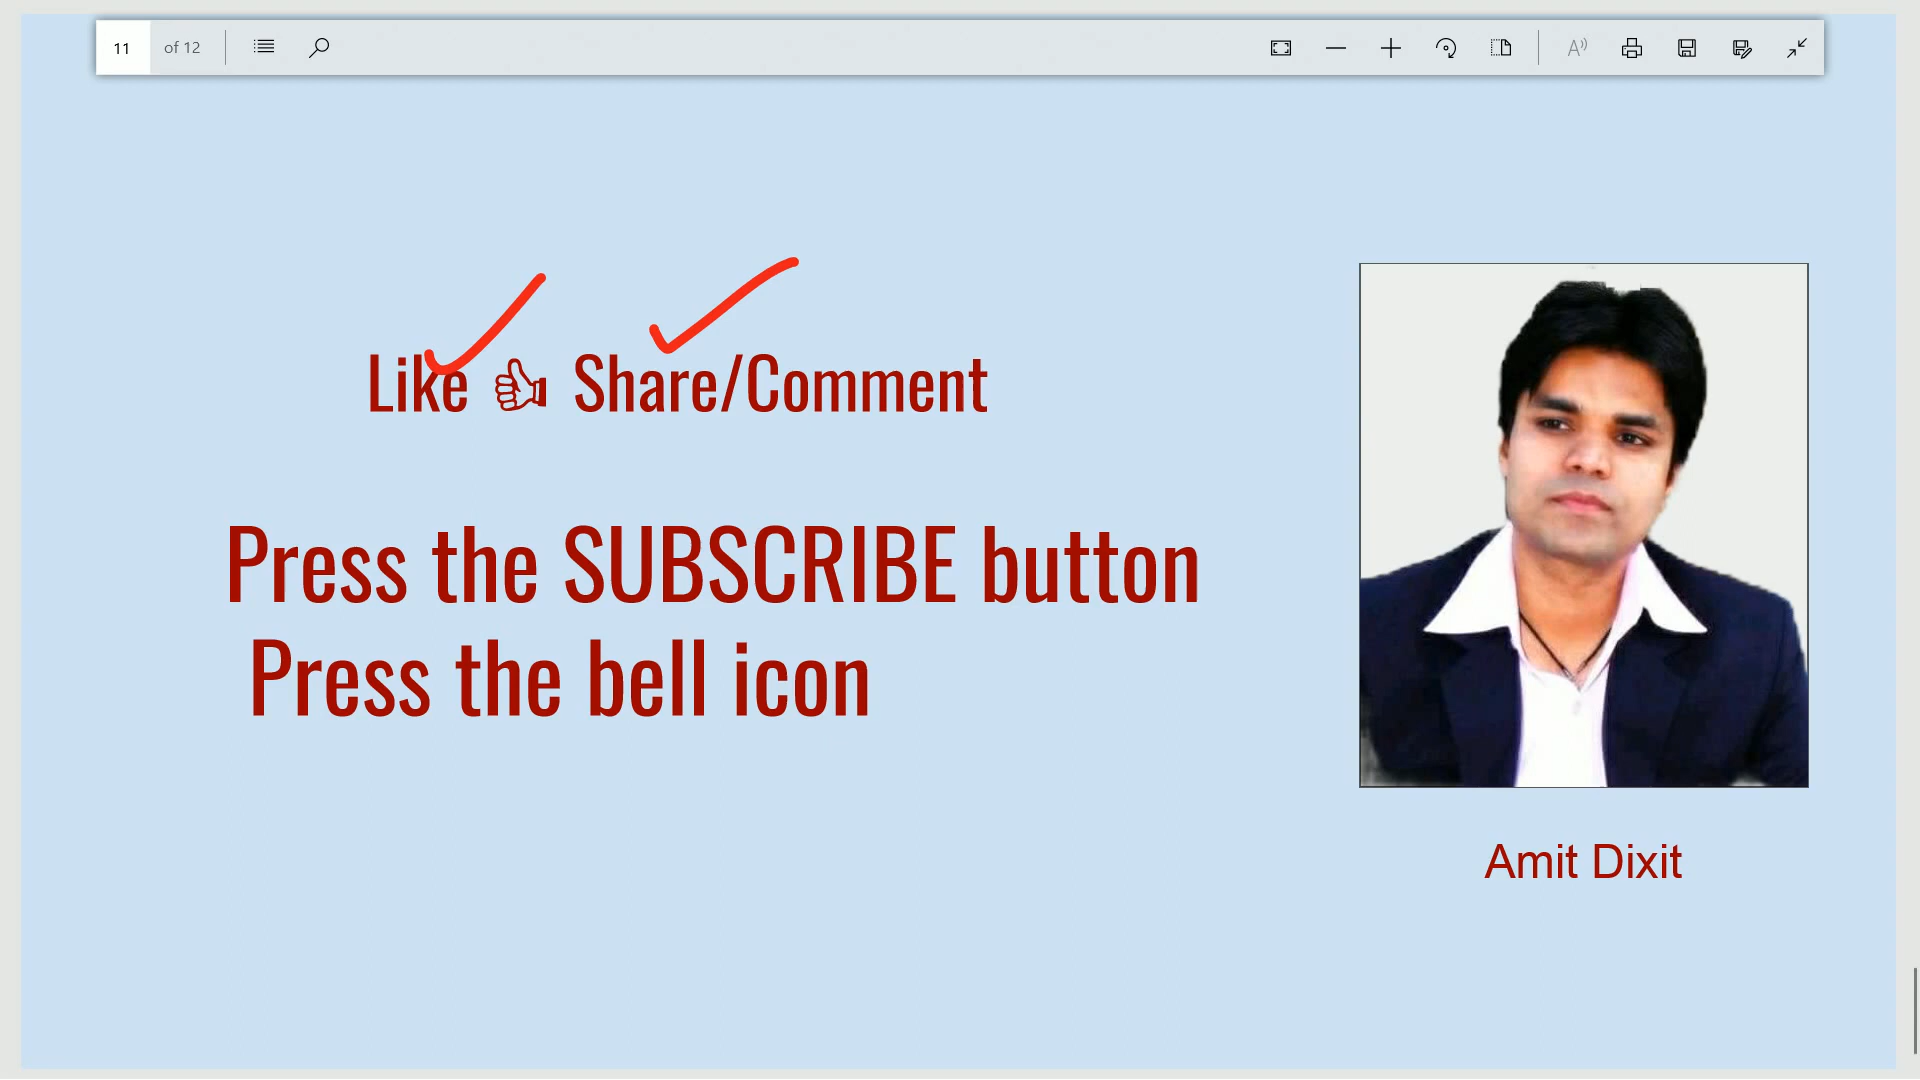 11 of 12
Like 👍 Share/Comment
Press the SUBSCRIBE button
Press the bell icon
Amit Dixit